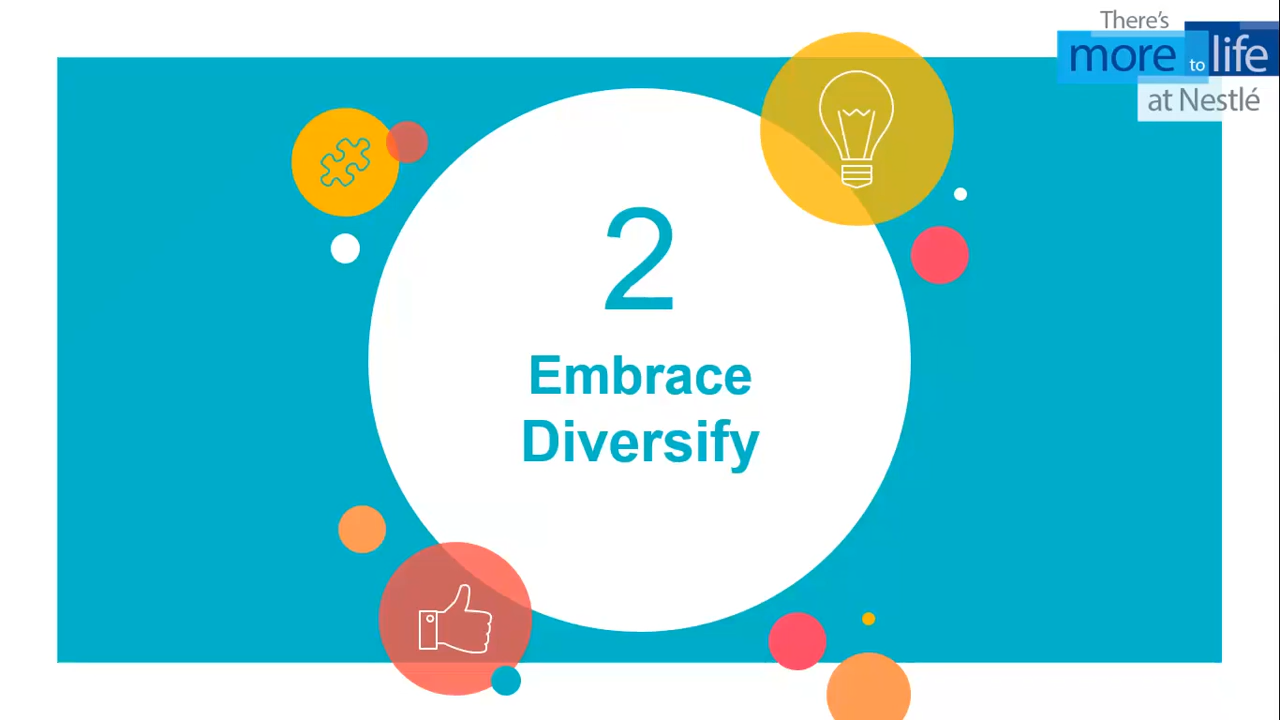 There's
more to life
at Nestlé
2
Embrace
Diversify